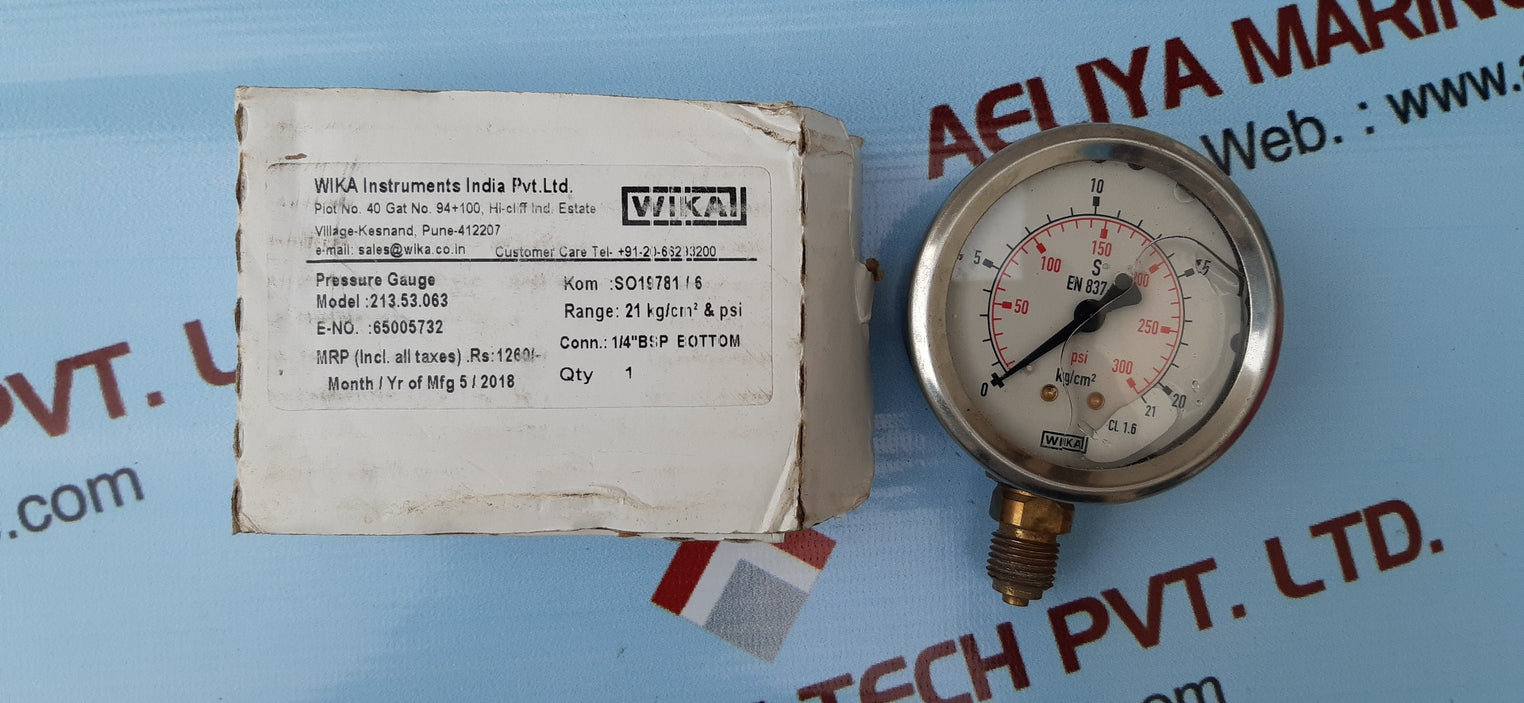 WIKA Instruments India Pvt.Ltd.
Plot No. 40 Gat No. 94+100, Hi-cliff Ind. Estate
Village-Kesnand, Pune-412207
e-mail: sales@wika.co.in Customer Care Tel- +91-20-66293200
WIKA
Pressure Gauge
Model :213.53.063
E-NO. :65005732
MRP (Incl. all taxes) .Rs:1260/-
Month / Yr of Mfg 5 / 2018
Kom :SO19781 / 6
Range: 21 kg/cm² & psi
Conn.: 1/4"BSP BOTTOM
Qty 1
AELIYA MARIN
Web. : www.a
10
5
15
150
100
200
S
EN 837
50
250
psi
300
kg/cm²
0
20
21
CL 1.6
WIKA
PVT. L
.com
TECH PVT. LTD.
om